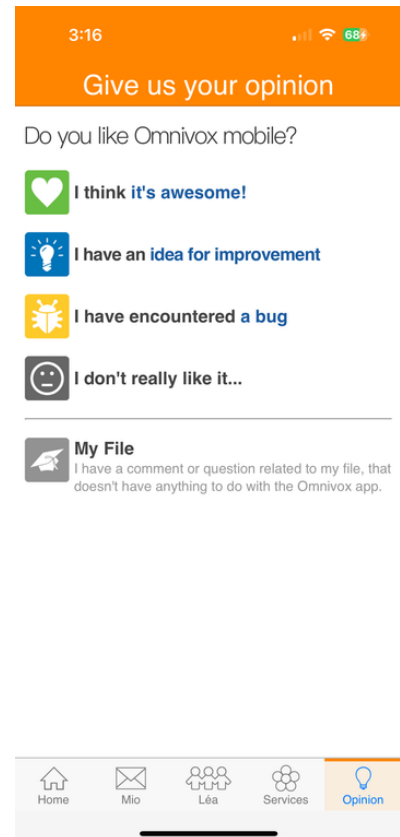 3:16
68
Give us your opinion
Do you like Omnivox mobile?
I think it's awesome!
I have an idea for improvement
I have encountered a bug
I don't really like it...
My File
I have a comment or question related to my file, that
doesn't have anything to do with the Omnivox app.
Home Mio Léa Services Opinion